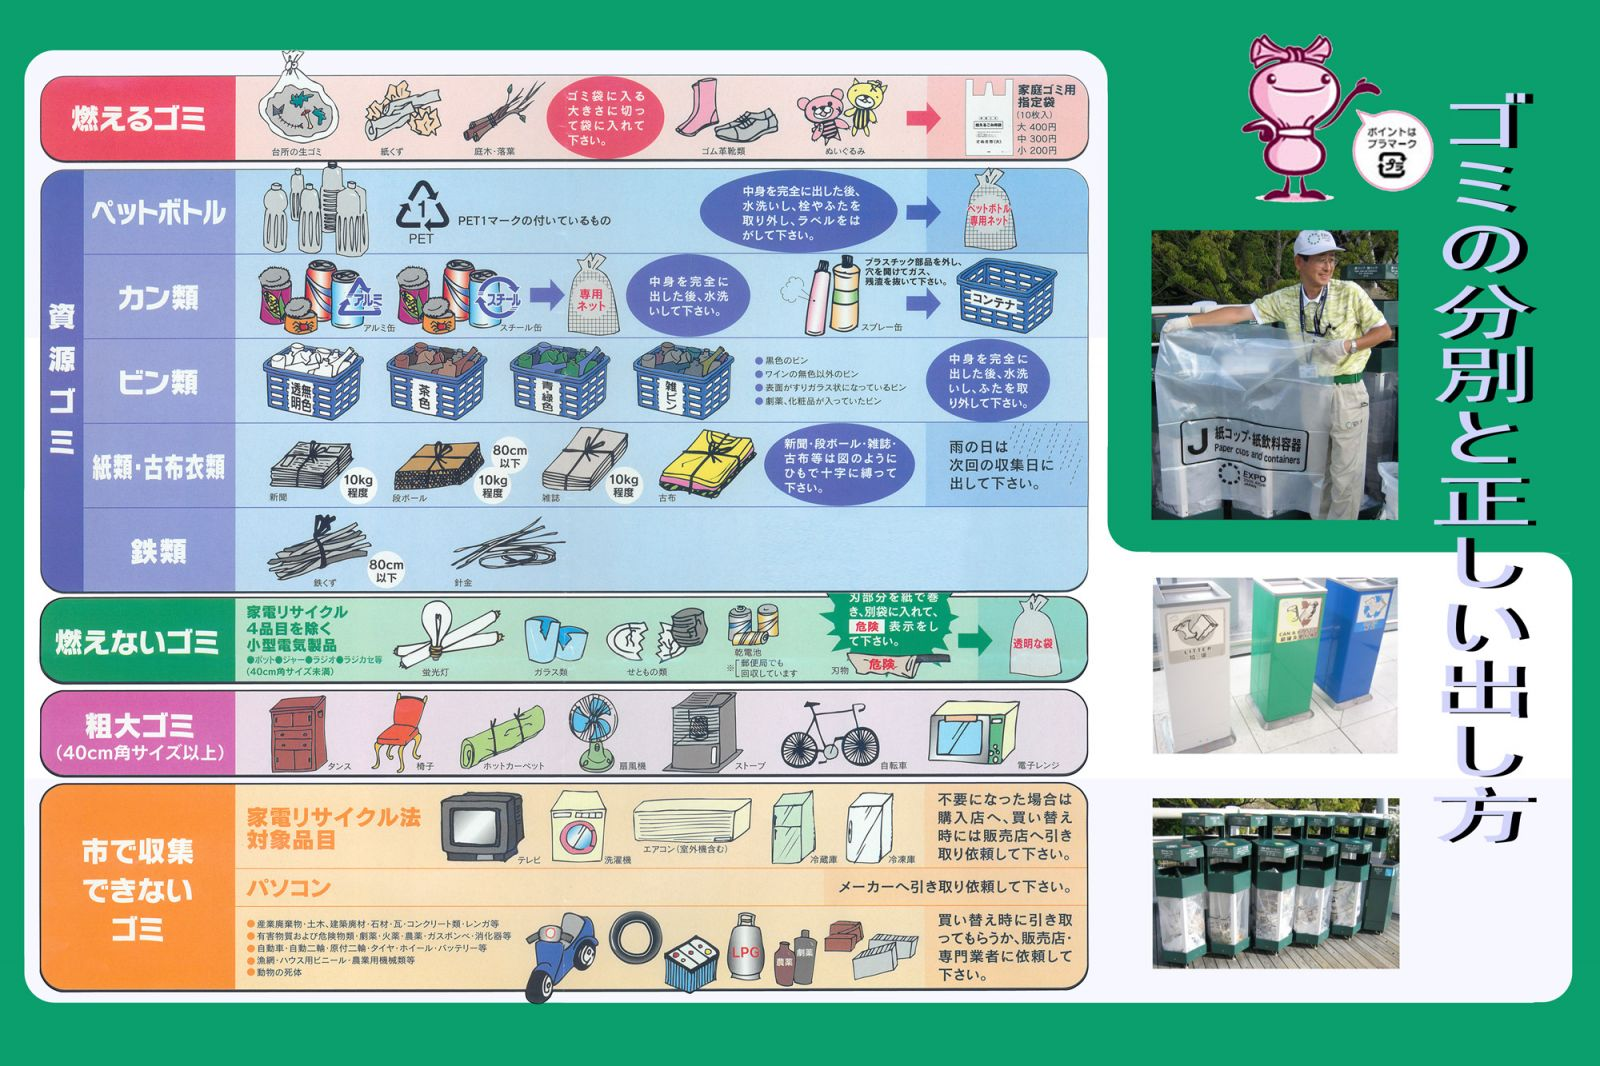 ゴミの分別と正しい出し方
ポイントは
プラマーク
プラ
燃えるゴミ
台所の生ゴミ
紙くず
庭木・落葉
ゴミ袋に入る
大きさに切っ
て袋に入れて
下さい。
ゴム革靴類
ぬいぐるみ
家庭ゴミ用
指定袋
(10枚入)
大 400円
中 300円
小 200円
資源ゴミ
ペットボトル
1
PET
PET1マークの付いているもの
中身を完全に出した後、
水洗いし、栓やふたを
取り外し、ラベルをは
がして下さい。
ペットボトル
専用ネット
カン類
アルミ
アルミ缶
スチール
スチール缶
専用
ネット
中身を完全に
出した後、水洗
いして下さい。
スプレー缶
プラスチック部品を外し、
穴を開けてガス、
残渣を抜いて下さい。
コンテナ
ビン類
無色
透明
茶色
青・緑色
雑ビン
●黒色のビン
●ワインの無色以外のビン
●表面がすりガラス状になっているビン
●劇薬、化粧品が入っていたビン
中身を完全に
出した後、水洗
いし、ふたを取
り外して下さい。
紙類・古布衣類
新聞
10kg
程度
段ボール
80cm
以下
10kg
程度
雑誌
10kg
程度
古布
新聞・段ボール・雑誌・
古布等は図のように
ひもで十字に縛って
下さい。
雨の日は
次回の収集日に
出して下さい。
鉄類
鉄くず
80cm
以下
針金
燃えないゴミ
家電リサイクル
4品目を除く
小型電気製品
●ポット●ジャー●ラジオ●ラジカセ等
(40cm角サイズ未満)
蛍光灯
ガラス類
せともの類
乾電池
※[郵便局でも
回収しています
刃物
刃部分を紙で巻
き、別袋に入れて、
危険 表示をし
て下さい。
危険
透明な袋
粗大ゴミ
(40cm角サイズ以上)
タンス
椅子
ホットカーペット
扇風機
ストーブ
自転車
電子レンジ
市で収集
できない
ゴミ
家電リサイクル法
対象品目
テレビ
洗濯機
エアコン(室外機含む)
冷蔵庫
冷凍庫
不要になった場合は
購入店へ、買い替え
時には販売店へ引き
取り依頼して下さい。
パソコン
メーカーへ引き取り依頼して下さい。
●産業廃棄物・土木、建築廃材・石材・瓦・コンクリート類・レンガ等
●有害物質および危険物類・劇薬・火薬・農薬・ガスボンベ・消化器等
●自動車・自動二輪・原付二輪・タイヤ・ホイール・バッテリー等
●漁網・ハウス用ビニール・農業用機械類等
●動物の死体
LPG
農薬
劇薬
買い替え時に引き取
ってもらうか、販売店・
専門業者に依頼して
下さい。
J 紙コップ・紙飲料容器
Paper cups and containers
EXPO
LITTER